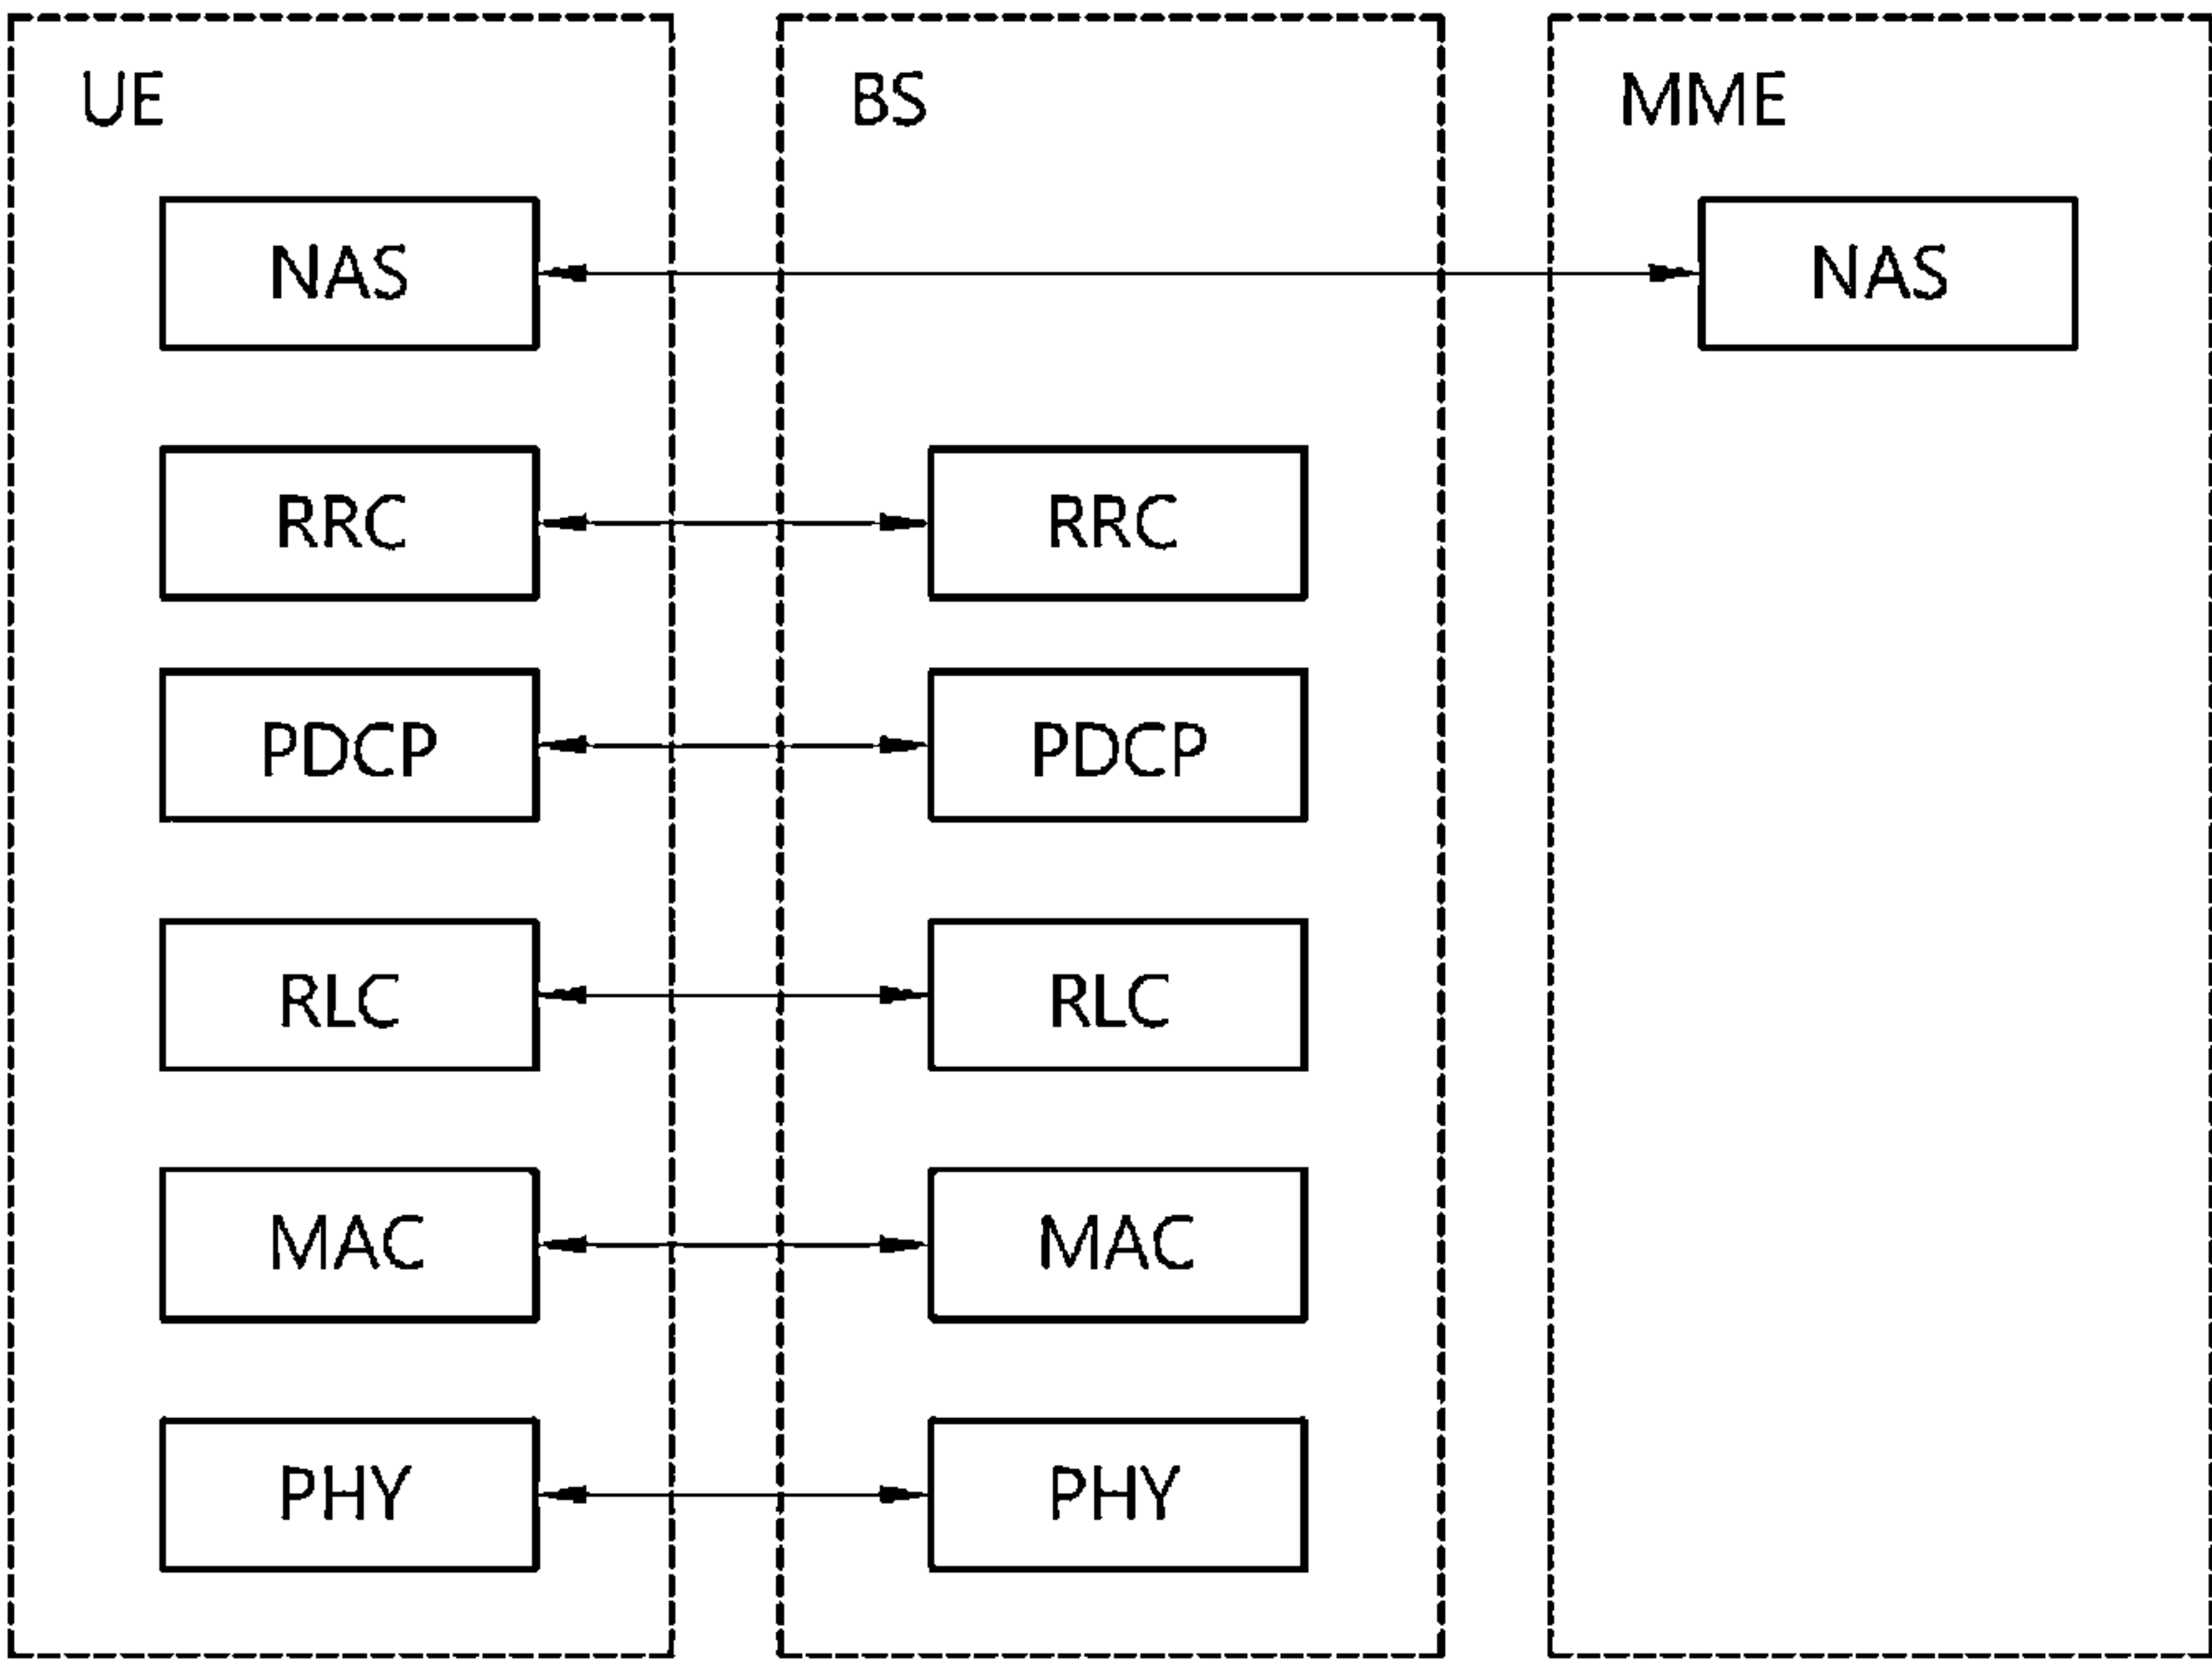 UE BS MME
NAS NAS
RRC RRC
PDCP PDCP
RLC RLC
MAC MAC
PHY PHY